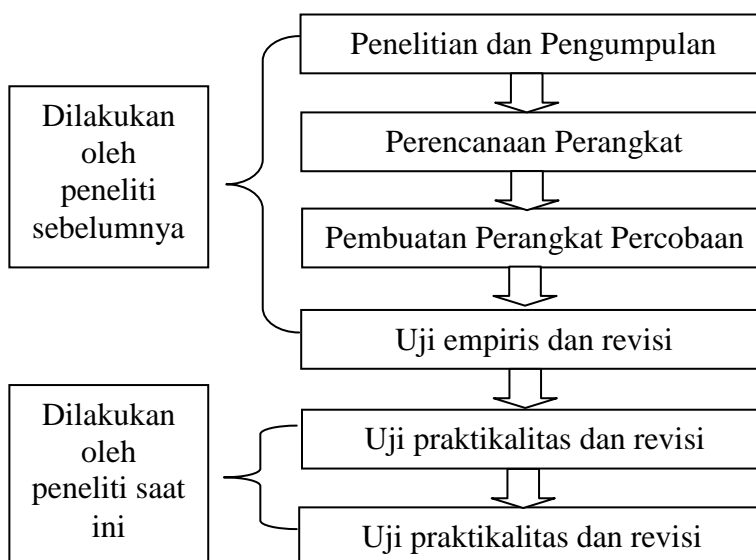 Penelitian dan Pengumpulan
Dilakukan
oleh
peneliti
sebelumnya
Perencanaan Perangkat
Pembuatan Perangkat Percobaan
Uji empiris dan revisi
Dilakukan
oleh
peneliti saat
ini
Uji praktikalitas dan revisi
Uji praktikalitas dan revisi